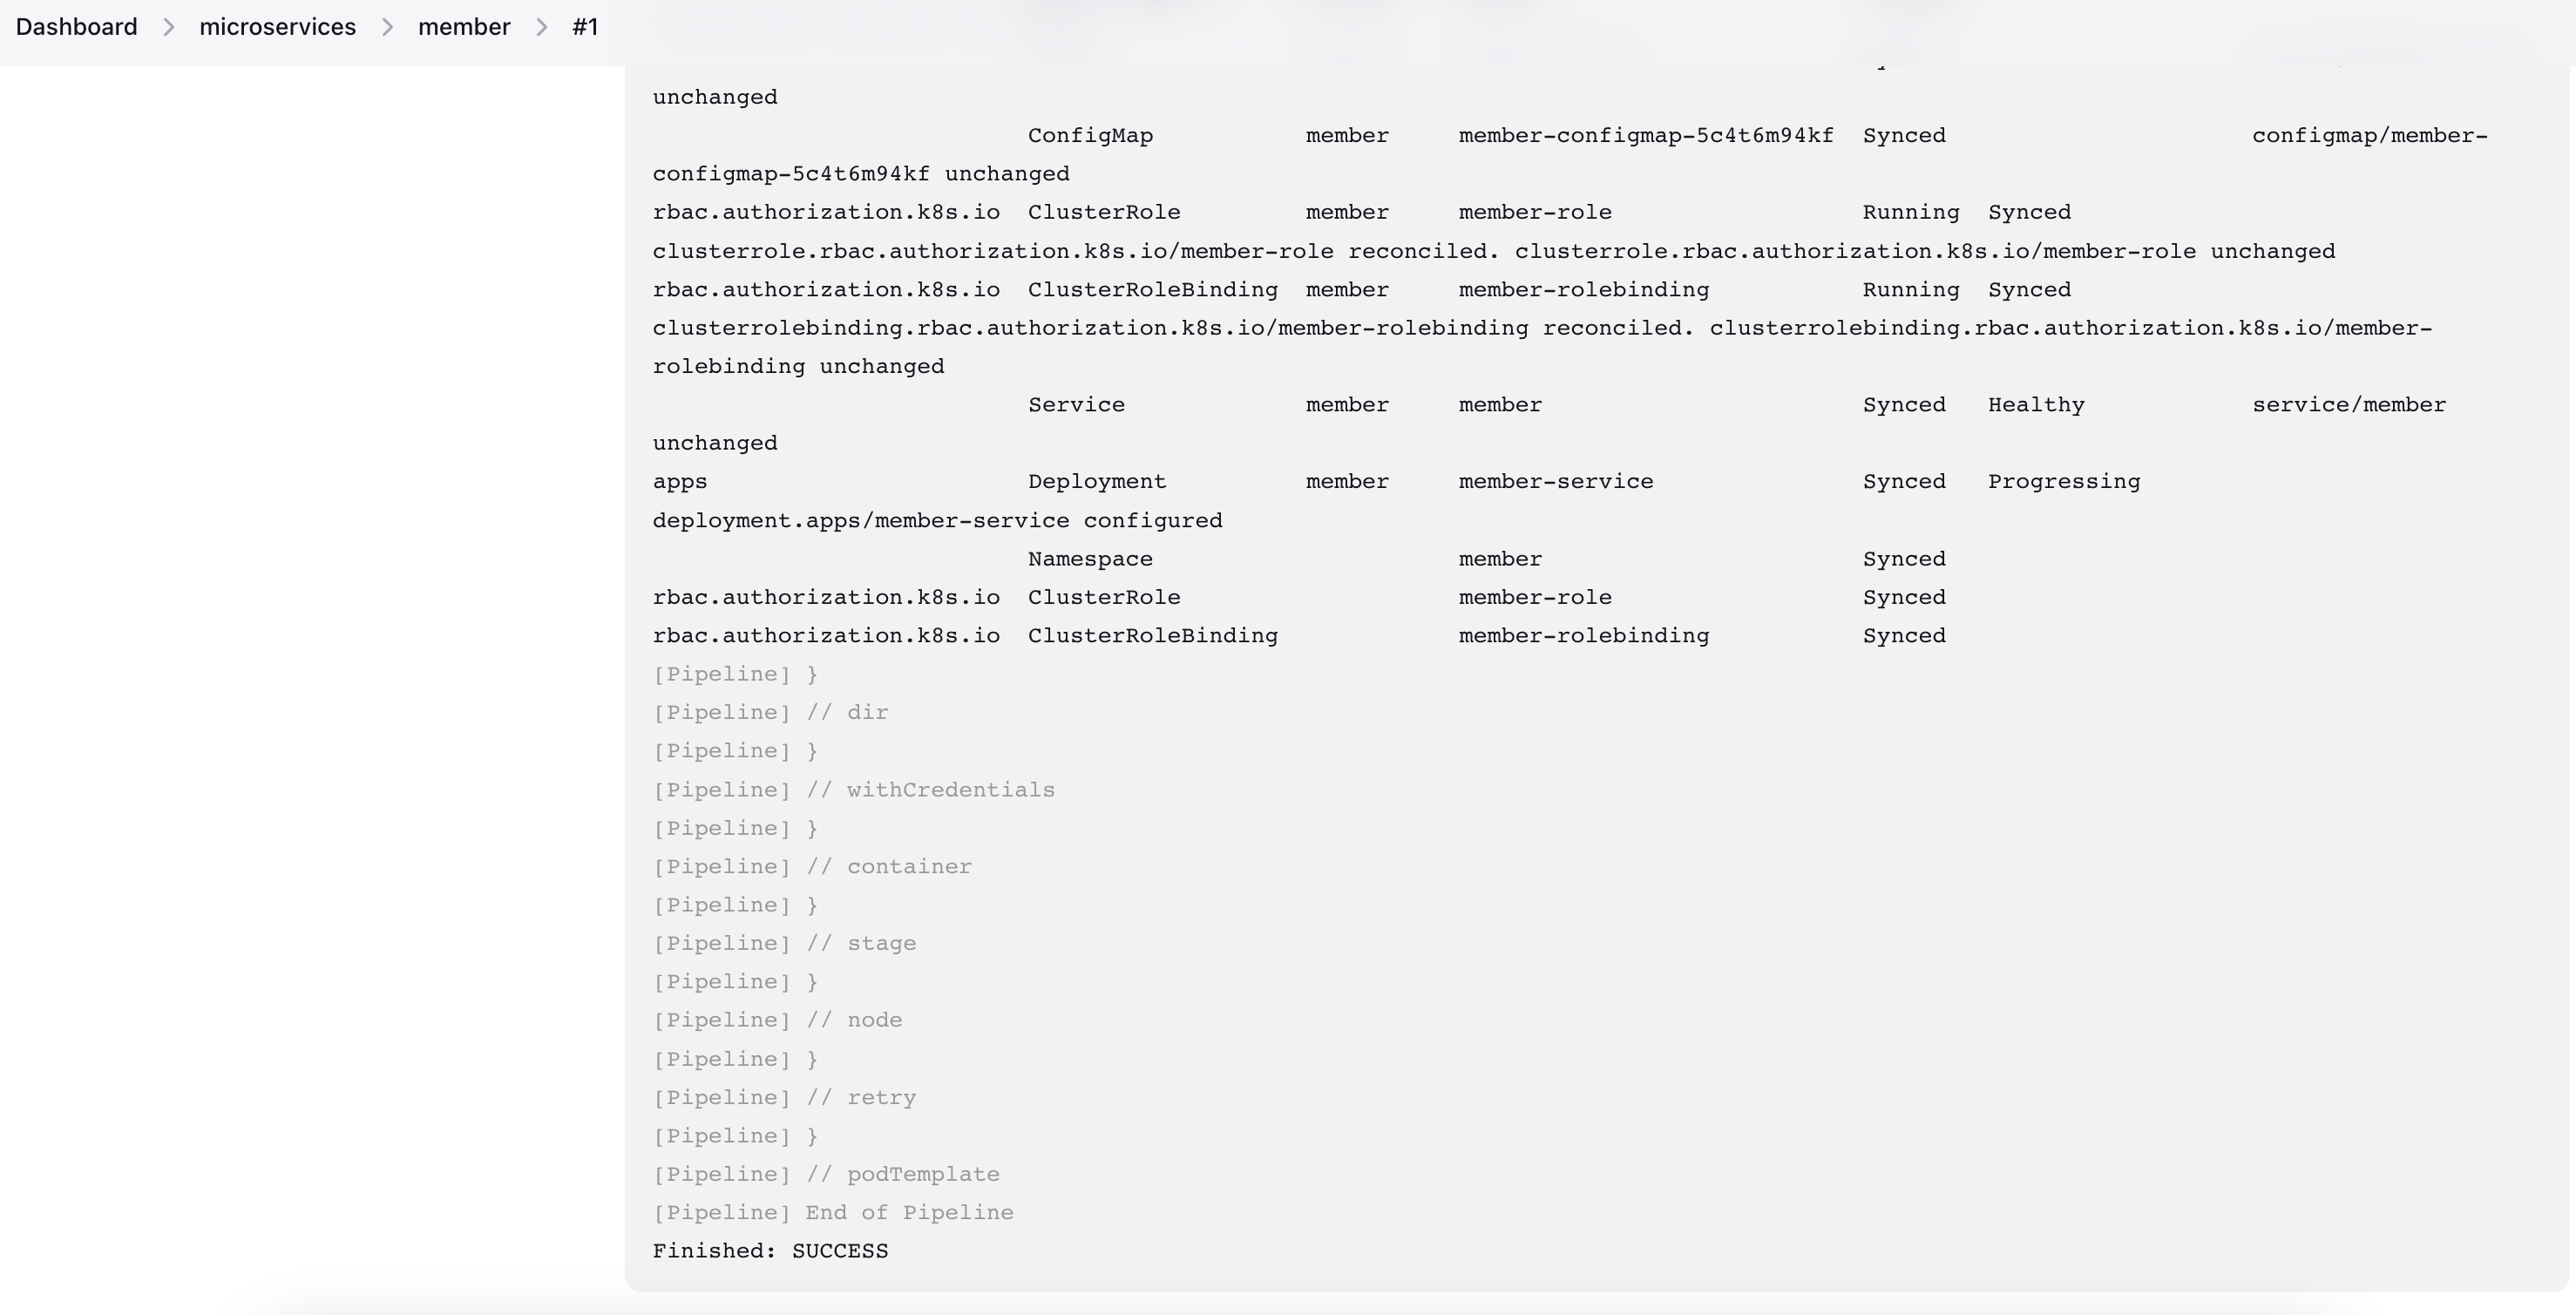 Dashboard > microservices > member > #1
unchanged
ConfigMap member member-configmap-5c4t6m94kf Synced configmap/member-
configmap-5c4t6m94kf unchanged
rbac.authorization.k8s.io ClusterRole member member-role Running Synced
clusterrole.rbac.authorization.k8s.io/member-role reconciled. clusterrole.rbac.authorization.k8s.io/member-role unchanged
rbac.authorization.k8s.io ClusterRoleBinding member member-rolebinding Running Synced
clusterrolebinding.rbac.authorization.k8s.io/member-rolebinding reconciled. clusterrolebinding.rbac.authorization.k8s.io/member-
rolebinding unchanged
Service member member Synced Healthy service/member
unchanged
apps Deployment member member-service Synced Progressing
deployment.apps/member-service configured
Namespace member Synced
rbac.authorization.k8s.io ClusterRole member-role Synced
rbac.authorization.k8s.io ClusterRoleBinding member-rolebinding Synced
[Pipeline] }
[Pipeline] // dir
[Pipeline] }
[Pipeline] // withCredentials
[Pipeline] }
[Pipeline] // container
[Pipeline] }
[Pipeline] // stage
[Pipeline] }
[Pipeline] // node
[Pipeline] }
[Pipeline] // retry
[Pipeline] }
[Pipeline] // podTemplate
[Pipeline] End of Pipeline
Finished: SUCCESS